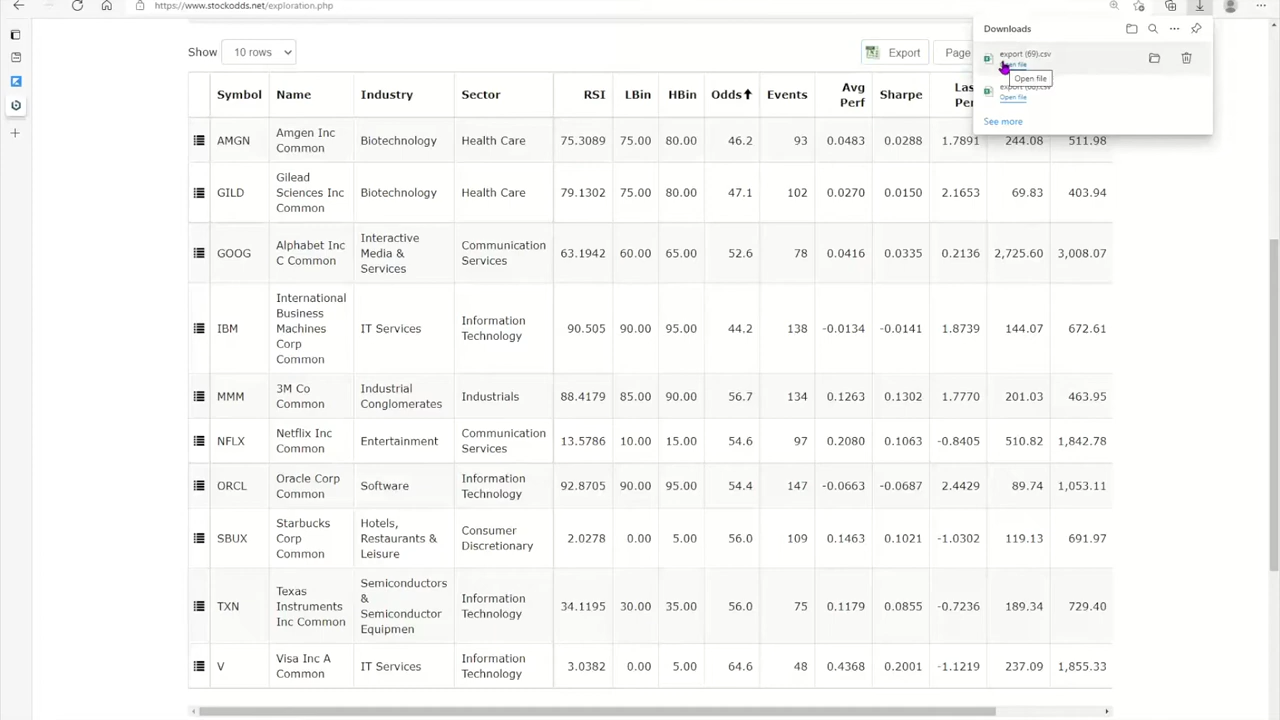 https://www.stockodds.net/exploration.php
Downloads
export (69).csv
Open file
Open file
Open file
See more
Show 10 rows Export Page
Symbol Name Industry Sector RSI LBin HBin Odds Events Avg Perf Sharpe
AMGN Amgen Inc Common Biotechnology Health Care 75.3089 75.00 80.00 46.2 93 0.0483 0.0288 1.7891 244.08 511.98
GILD Gilead Sciences Inc Common Biotechnology Health Care 79.1302 75.00 80.00 47.1 102 0.0270 0.0150 2.1653 69.83 403.94
GOOG Alphabet Inc C Common Interactive Media & Services Communication Services 63.1942 60.00 65.00 52.6 78 0.0416 0.0335 0.2136 2,725.60 3,008.07
IBM International Business Machines Corp Common IT Services Information Technology 90.505 90.00 95.00 44.2 138 -0.0134 -0.0141 1.8739 144.07 672.61
MMM 3M Co Common Industrial Conglomerates Industrials 88.4179 85.00 90.00 56.7 134 0.1263 0.1302 1.7770 201.03 463.95
NFLX Netflix Inc Common Entertainment Communication Services 13.5786 10.00 15.00 54.6 97 0.2080 0.1063 -0.8405 510.82 1,842.78
ORCL Oracle Corp Common Software Information Technology 92.8705 90.00 95.00 54.4 147 -0.0663 -0.0687 2.4429 89.74 1,053.11
SBUX Starbucks Corp Common Hotels, Restaurants & Leisure Consumer Discretionary 2.0278 0.00 5.00 56.0 109 0.1463 0.1021 -1.0302 119.13 691.97
TXN Texas Instruments Inc Common Semiconductors & Semiconductor Equipmen Information Technology 34.1195 30.00 35.00 56.0 75 0.1179 0.0855 -0.7236 189.34 729.40
V Visa Inc A Common IT Services Information Technology 3.0382 0.00 5.00 64.6 48 0.4368 0.2001 -1.1219 237.09 1,855.33